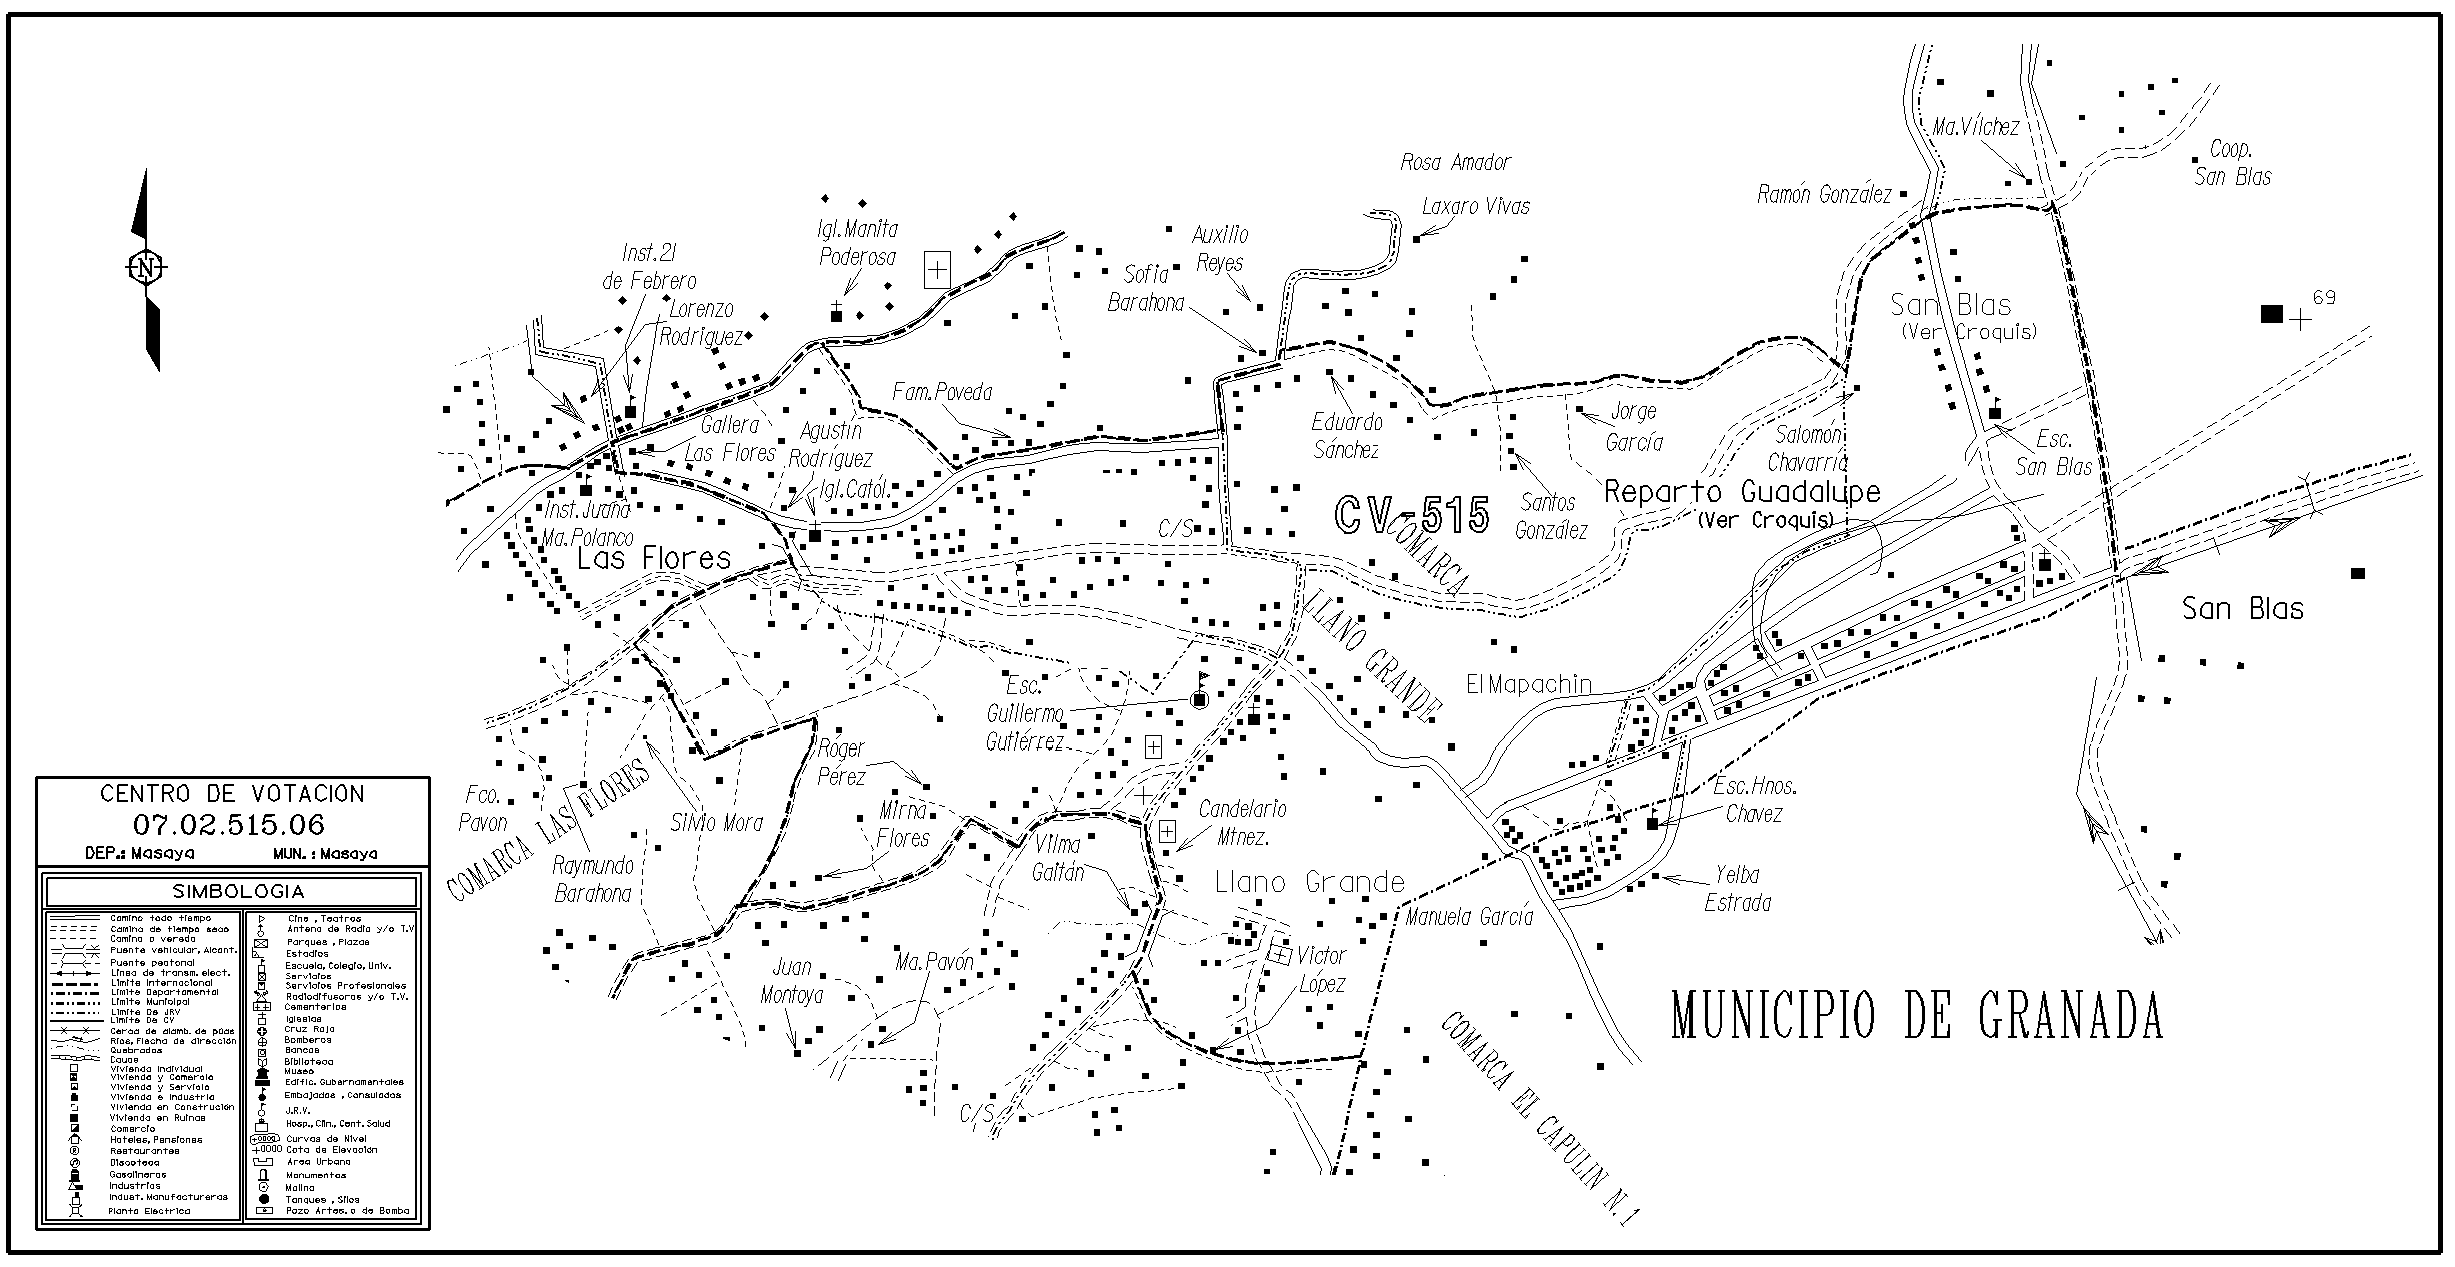 Rosa Amador
Laxaro Vivas
Ma.Vílchez
Coop.
San Blas
Ramón González
Igl.Manita
Poderosa
Inst.21
de Febrero
Lorenzo
Rodríguez
Auxilio
Reyes
Sofia
Barahona
N
69
San Blas
(Ver Croquis)
Fam.Poveda
Gallera
Las Flores
Agustín
Rodríguez
Igl.Catól.
Eduardo
Sánchez
Jorge
García
Salomón
Chavarría
Esc.
San Blas
Inst.Juana
Ma.Polanco
Las Flores
C/S
CV-515
Santos
González
Reparto Guadalupe
(Ver Croquis)
COMARCA
LLANO GRANDE
San Blas
Esc.
Guillermo
Gutiérrez
El Mapachin
Róger
Pérez
Fco.
Pavon
COMARCA LAS FLORES
Silvio Mora
Mirna
Flores
Candelario
Mtnez.
Esc.Hnos.
Chavez
Vilma
Gaitán
Raymundo
Barahona
Llano Grande
Manuela García
Yelba
Estrada
Juan
Montoya
Ma.Pavón
Victor
López
MUNICIPIO DE GRANADA
COMARCA EL CAPULIN N.1
C/S
CENTRO DE VOTACION
07.02.515.06
DEP.: Masaya MUN.: Masaya
SIMBOLOGIA
Camino todo tiempo
Camino de tiempo seco
Camino o vereda
Puente vehicular, Alcant.
Puente peatonal
Linea de transm. elect.
Limite Internacional
Limite Departamental
Limite Municipal
Limite De JRV
Limite De CV
Cerca de alamb. de púas
Rios, Flecha de dirección
Quebradas
Cauce
Vivienda Individual
Vivienda y Comercio
Vivienda y Servicio
Vivienda e Industria
Vivienda en Construcion
Vivienda en Ruinas
Comercio
Hoteles, Pensiones
Restaurantes
Discoteca
Gasolineras
Industrias
Indust. Manufactureras
Planta Electrica
Cine , Teatros
Antena de Radio y/o T.V
Parques , Plazas
Estadios
Escuela, Colegio, Univ.
Servicios
Servicios Profesionales
Radiodifusoras y/o T.V.
Cementerios
Iglesias
Cruz Roja
Bomberos
Bancos
Biblioteca
Museo
Edific. Gubernamentales
Embajadas , Consulados
J.R.V.
Hosp., Clin., Cent. Salud
Curvas de Nivel
Cota de Elevación
Area Urbana
Monumentos
Molino
Tanques , Silos
Pozo Artes. o de Bomba